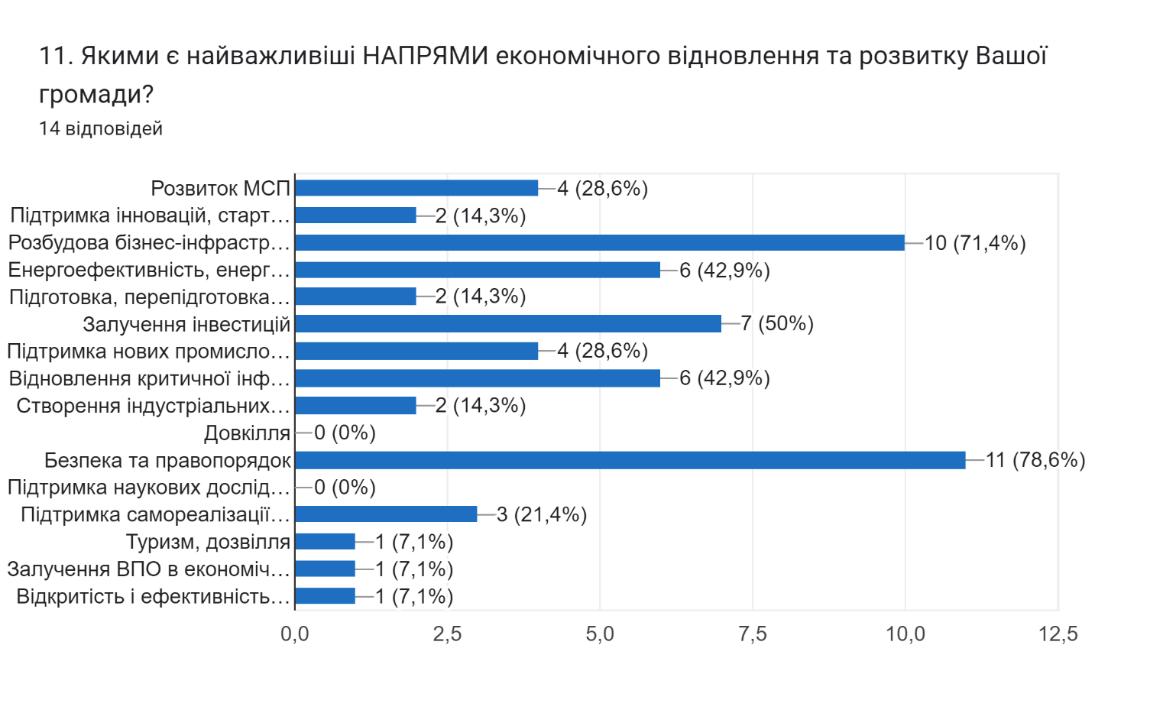 11. Якими є найважливіші НАПРЯМИ економічного відновлення та розвитку Вашої
громади?
14 відповідей
Розвиток МСП 4 (28,6%)
Підтримка інновацій, старт… 2 (14,3%)
Розбудова бізнес-інфрастр… 10 (71,4%)
Енергоефективність, енерг… 6 (42,9%)
Підготовка, перепідготовка… 2 (14,3%)
Залучення інвестицій 7 (50%)
Підтримка нових промисло… 4 (28,6%)
Відновлення критичної інф… 6 (42,9%)
Створення індустріальних… 2 (14,3%)
Довкілля 0 (0%)
Безпека та правопорядок 11 (78,6%)
Підтримка наукових дослід… 0 (0%)
Підтримка самореалізації… 3 (21,4%)
Туризм, дозвілля 1 (7,1%)
Залучення ВПО в економіч… 1 (7,1%)
Відкритість і ефективність… 1 (7,1%)
0,0 2,5 5,0 7,5 10,0 12,5